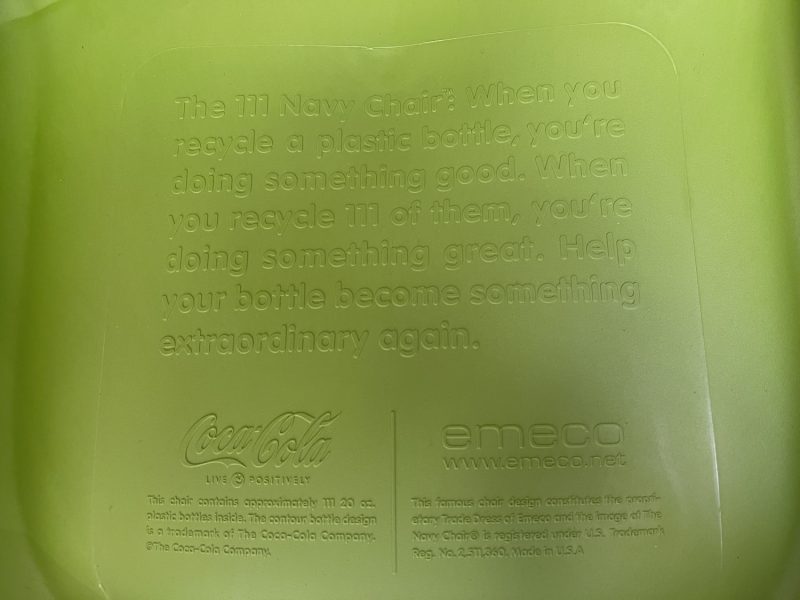 The 111 Navy Chair™: When you
recycle a plastic bottle, you're
doing something good. When
you recycle 111 of them, you're
doing something great. Help
your bottle become something
extraordinary again.
Coca-Cola
LIVE POSITIVELY
This chair contains approximately 111 20 oz.
plastic bottles inside. The contour bottle design
is a trademark of The Coca-Cola Company.
©The Coca-Cola Company.
emeco
www.emeco.net
This famous chair design constitutes the propri-
etary Trade Dress of Emeco and the image of The
Navy Chair® is registered under U.S. Trademark
Reg. No. 2,511,360. Made in U.S.A